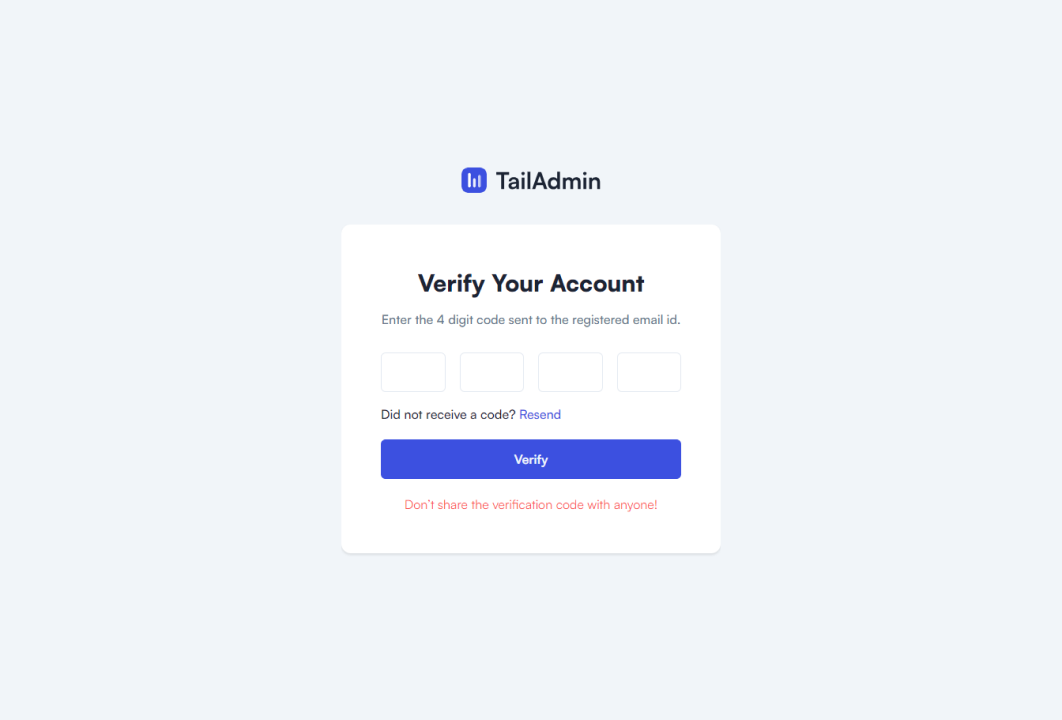 TailAdmin
Verify Your Account
Enter the 4 digit code sent to the registered email id.
Did not receive a code? Resend
Verify
Don't share the verification code with anyone!